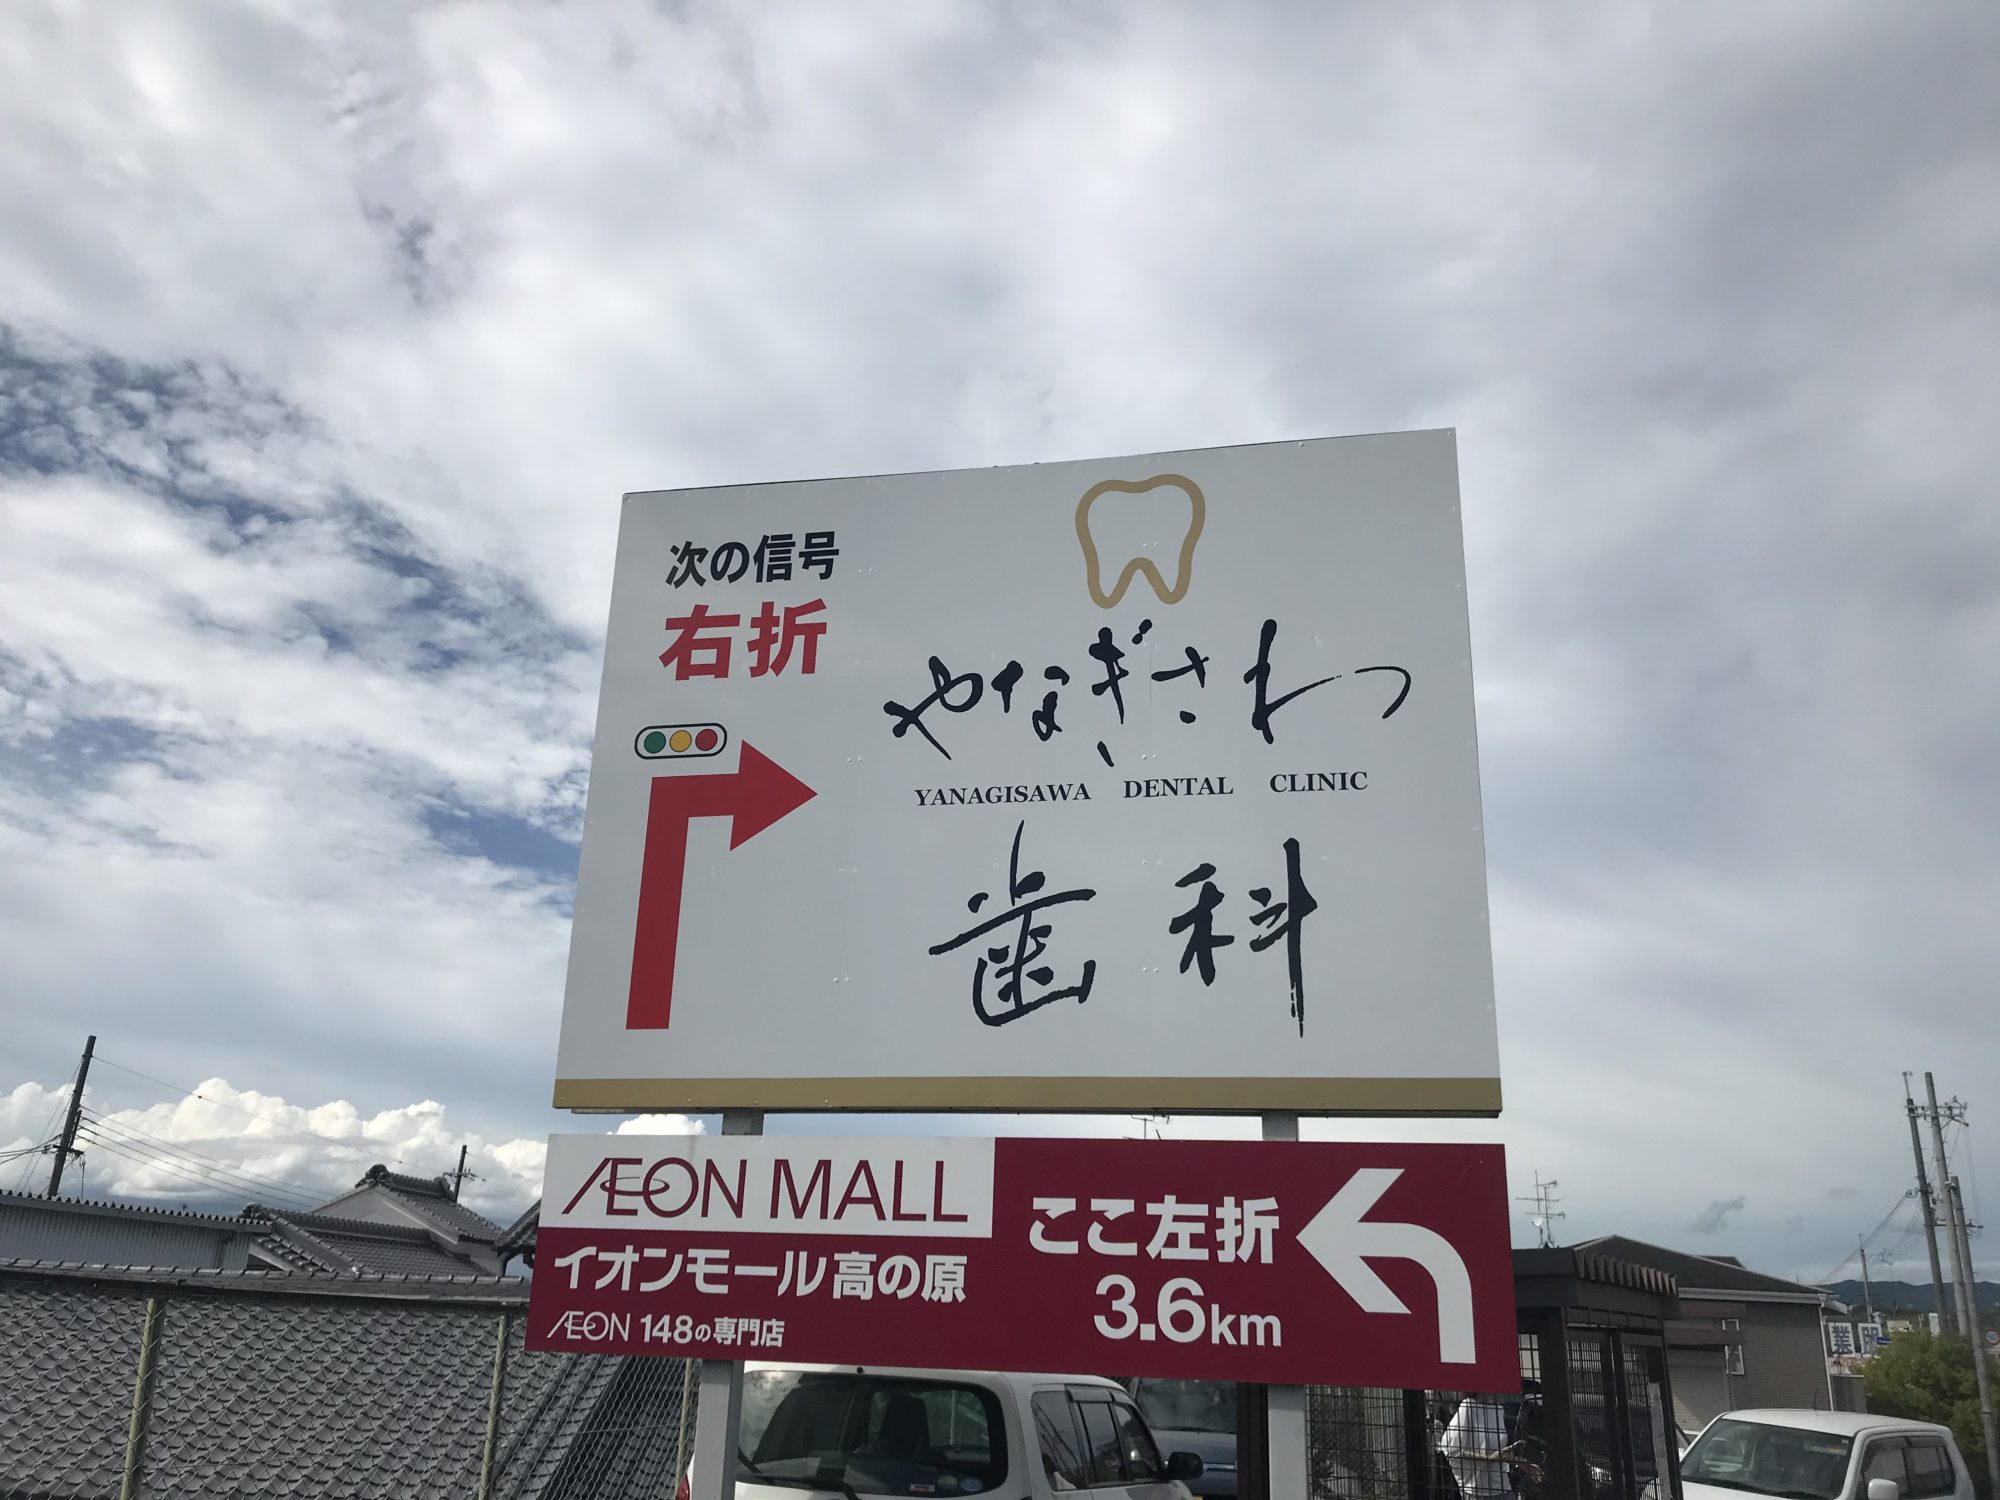 次の信号
右折
やなぎさわ
YANAGISAWA DENTAL CLINIC
歯科
ÆON MALL
イオンモール高の原
ÆON 148の専門店
ここ左折
3.6km